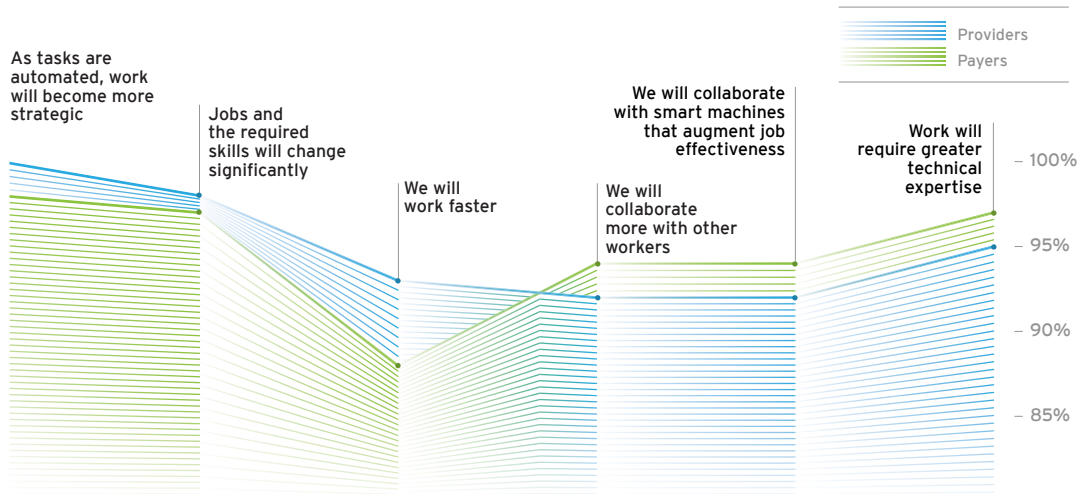 Providers
Payers
As tasks are
automated, work
will become more
strategic
Jobs and
the required
skills will change
significantly
We will
work faster
We will
collaborate
more with other
workers
We will collaborate
with smart machines
that augment job
effectiveness
Work will
require greater
technical
expertise
100%
95%
90%
85%